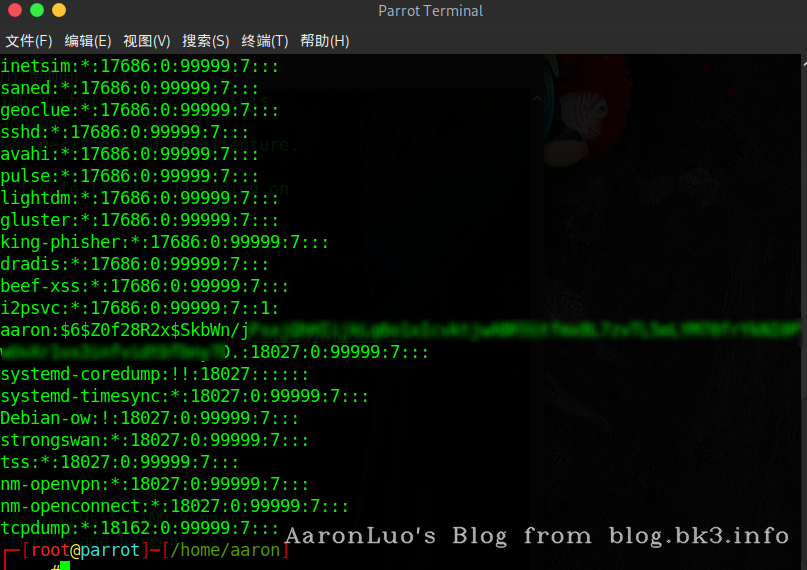 Parrot Terminal
文件(F) 编辑(E) 视图(V) 搜索(S) 终端(T) 帮助(H)
inetsim:*:17686:0:99999:7:::
saned:*:17686:0:99999:7:::
geoclue:*:17686:0:99999:7:::
sshd:*:17686:0:99999:7:::
avahi:*:17686:0:99999:7:::
pulse:*:17686:0:99999:7:::
lightdm:*:17686:0:99999:7:::
gluster:*:17686:0:99999:7:::
king-phisher:*:17686:0:99999:7:::
dradis:*:17686:0:99999:7:::
beef-xss:*:17686:0:99999:7:::
i2psvc:*:17686:0:99999:7::1:
aaron:$6$Z0f28R2x$SkbWn/j
.:18027:0:99999:7:::
systemd-coredump:!!:18027::::::
systemd-timesync:*:18027:0:99999:7:::
Debian-ow:!:18027:0:99999:7:::
strongswan:*:18027:0:99999:7:::
tss:*:18027:0:99999:7:::
nm-openvpn:*:18027:0:99999:7:::
nm-openconnect:*:18027:0:99999:7:::
tcpdump:*:18162:0:99999:7:::
AaronLuo's Blog from blog.bk3.info
┌─[root@parrot]─[/home/aaron]
#